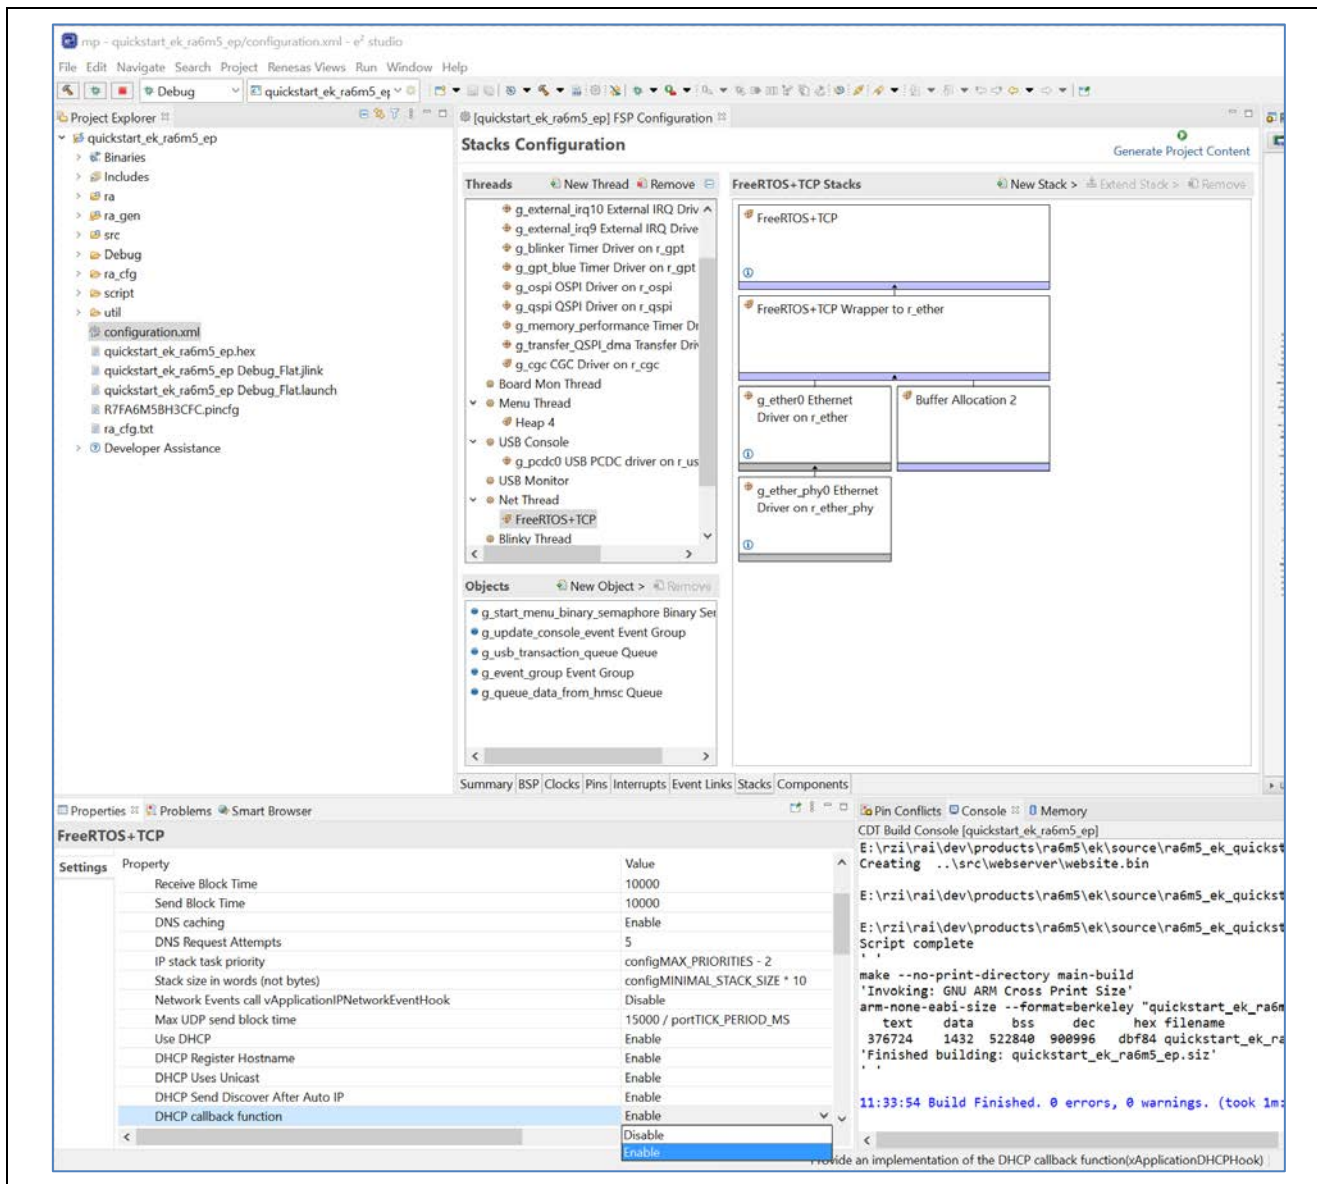 mp - quickstart_ek_ra6m5_ep/configuration.xml - e² studio
File Edit Navigate Search Project Renesas Views Run Window Help
Debug quickstart_ek_ra6m5_e
Project Explorer
quickstart_ek_ra6m5_ep
Binaries
Includes
ra
ra_gen
src
Debug
ra_cfg
script
util
configuration.xml
quickstart_ek_ra6m5_ep.hex
quickstart_ek_ra6m5_ep Debug_Flat.jlink
quickstart_ek_ra6m5_ep Debug_Flat.launch
R7FA6M5BH3CFC.pincfg
ra_cfg.txt
Developer Assistance
[quickstart_ek_ra6m5_ep] FSP Configuration
Stacks Configuration
Generate Project Content
Threads New Thread Remove
g_external_irq10 External IRQ Driv
g_external_irq9 External IRQ Drive
g_blinker Timer Driver on r_gpt
g_gpt_blue Timer Driver on r_gpt
g_ospi OSPI Driver on r_ospi
g_qspi QSPI Driver on r_qspi
g_memory_performance Timer Dr
g_transfer_QSPI_dma Transfer Driv
g_cgc CGC Driver on r_cgc
Board Mon Thread
Menu Thread
Heap 4
USB Console
g_pcdc0 USB PCDC driver on r_us
USB Monitor
Net Thread
FreeRTOS+TCP
Blinky Thread
Objects New Object > Remove
g_start_menu_binary_semaphore Binary Ser
g_update_console_event Event Group
g_usb_transaction_queue Queue
g_event_group Event Group
g_queue_data_from_hmsc Queue
FreeRTOS+TCP Stacks New Stack > Extend Stack > Remove
FreeRTOS+TCP
FreeRTOS+TCP Wrapper to r_ether
g_ether0 Ethernet
Driver on r_ether
Buffer Allocation 2
g_ether_phy0 Ethernet
Driver on r_ether_phy
Summary BSP Clocks Pins Interrupts Event Links Stacks Components
Properties Problems Smart Browser
FreeRTOS+TCP
Settings
Property Value
Receive Block Time 10000
Send Block Time 10000
DNS caching Enable
DNS Request Attempts 5
IP stack task priority configMAX_PRIORITIES - 2
Stack size in words (not bytes) configMINIMAL_STACK_SIZE * 10
Network Events call vApplicationIPNetworkEventHook Disable
Max UDP send block time 15000 / portTICK_PERIOD_MS
Use DHCP Enable
DHCP Register Hostname Enable
DHCP Uses Unicast Enable
DHCP Send Discover After Auto IP Enable
DHCP callback function Enable
Disable
Enable
Pin Conflicts Console Memory
CDT Build Console [quickstart_ek_ra6m5_ep]
E:\rzi\rai\dev\products\ra6m5\ek\source\ra6m5_ek_quickst
Creating ..\src\webserver\website.bin
E:\rzi\rai\dev\products\ra6m5\ek\source\ra6m5_ek_quickst
E:\rzi\rai\dev\products\ra6m5\ek\source\ra6m5_ek_quickst
Script complete
' '
make --no-print-directory main-build
'Invoking: GNU ARM Cross Print Size'
arm-none-eabi-size --format=berkeley "quickstart_ek_ra6m
text data bss dec hex filename
376724 1432 522840 900996 dbf84 quickstart_ek_ra
'Finished building: quickstart_ek_ra6m5_ep.siz'
' '
11:33:54 Build Finished. 0 errors, 0 warnings. (took 1m:
an implementation of the DHCP callback function(xApplicationDHCPHook)